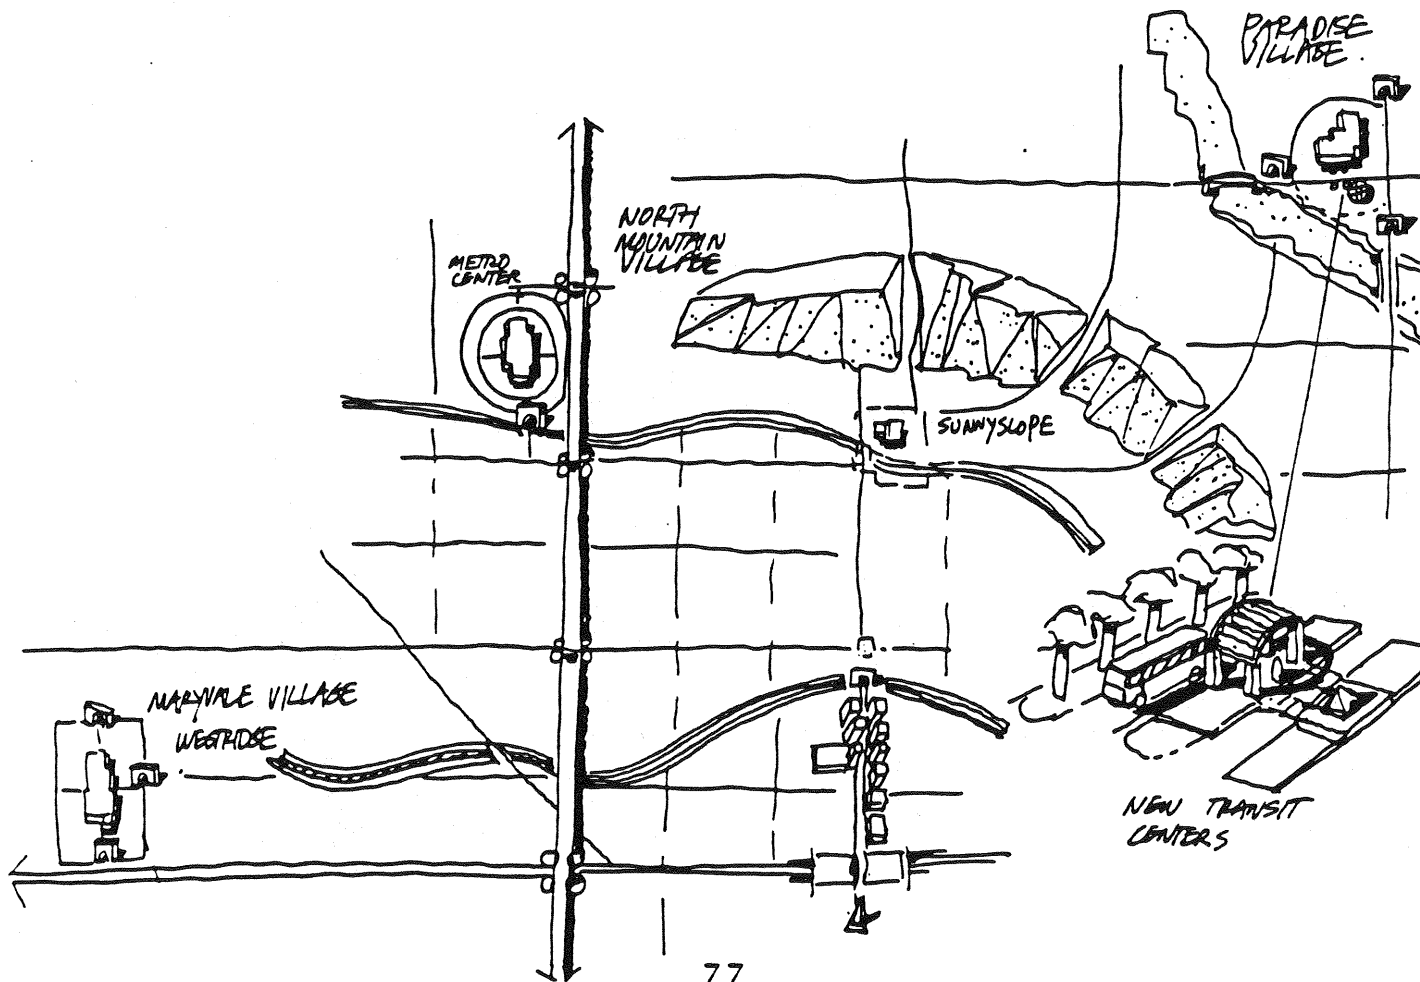 PARADISE
VILLAGE.
NORTH
MOUNTAIN
VILLAGE
METRO
CENTER
SUNNYSLOPE
MARYVALE VILLAGE
WESTRIDGE
NEW TRANSIT
CENTERS
77